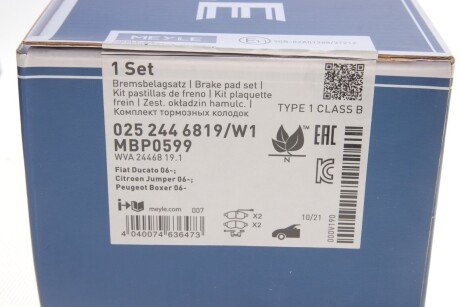 MEYLE
1 Set
Bremsbelagsatz | Brake pad set |
Kit pastillas de freno | Kit plaquette
frein | Zest. okładzin hamulc. |
Комплект тормозных колодок
TYPE 1 CLASS B
025 244 6819/W1
MBP0599
WVA 24468 19.1
N
EAC
Fiat Ducato 06-;
Citroen Jumper 06-;
Peugeot Boxer 06-
meyle.com
007
X2
X2
10/21
000V190
4 040074 636473